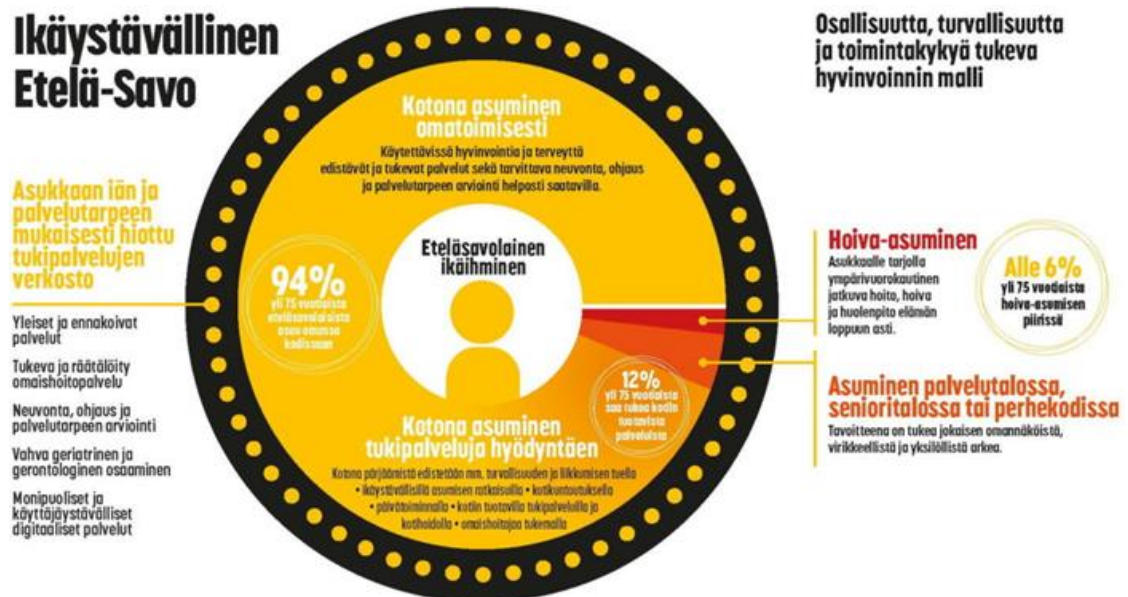 Ikäystävällinen
Etelä-Savo
Osallisuutta, turvallisuutta
ja toimintakykyä tukeva
hyvinvoinnin malli
Asukkaan iän ja
palvelutarpeen
mukaisesti hiottu
tukipalvelujen
verkosto
Yleiset ja ennakoivat
palvelut
Tukeva ja räätälöity
omaishoitopalvelu
Neuvonta, ohjaus ja
palvelutarpeen arviointi
Vahva geriatrinen ja
gerontologinen osaaminen
Monipuoliset ja
käyttäjäystävälliset
digitaaliset palvelut
Kotona asuminen
omatoimisesti
Käytettävissä hyvinvointia ja terveyttä
edistävät ja tukevat palvelut sekä tarvittava neuvonta, ohjaus
ja palvelutarpeen arviointi helposti saatavilla.
94%
yli 75 vuotiaista
eteläsavolaisista
asuu omassa
kodissaan
Eteläsavolainen
ikäihminen
12%
yli 75 vuotiaista
saa tukea kodin
tuotavista
palveluista
Kotona asuminen
tukipalveluja hyödyntäen
Kotona pärjäämistä edistetään mm. turvallisuuden ja liikkumisen tuella
• ikäystävällisillä asumisen ratkaisuilla • kotikuntoutuksella
• päivätoiminnalla • kotiin tuotavilla tukipalveluilla ja
kotihoidolla • omaishoitajaa tukemalla
Hoiva-asuminen
Asukkaalle tarjolla
ympärivuorokautinen
jatkuva hoito, hoiva
ja huolenpito elämän
loppuun asti.
Alle 6%
yli 75 vuotiaista
hoiva-asumisen
piirissä
Asuminen palvelutalossa,
senioritalossa tai perhekodissa
Tavoitteena on tukea jokaisen omannäköistä,
virikkeellistä ja yksilöllistä arkea.